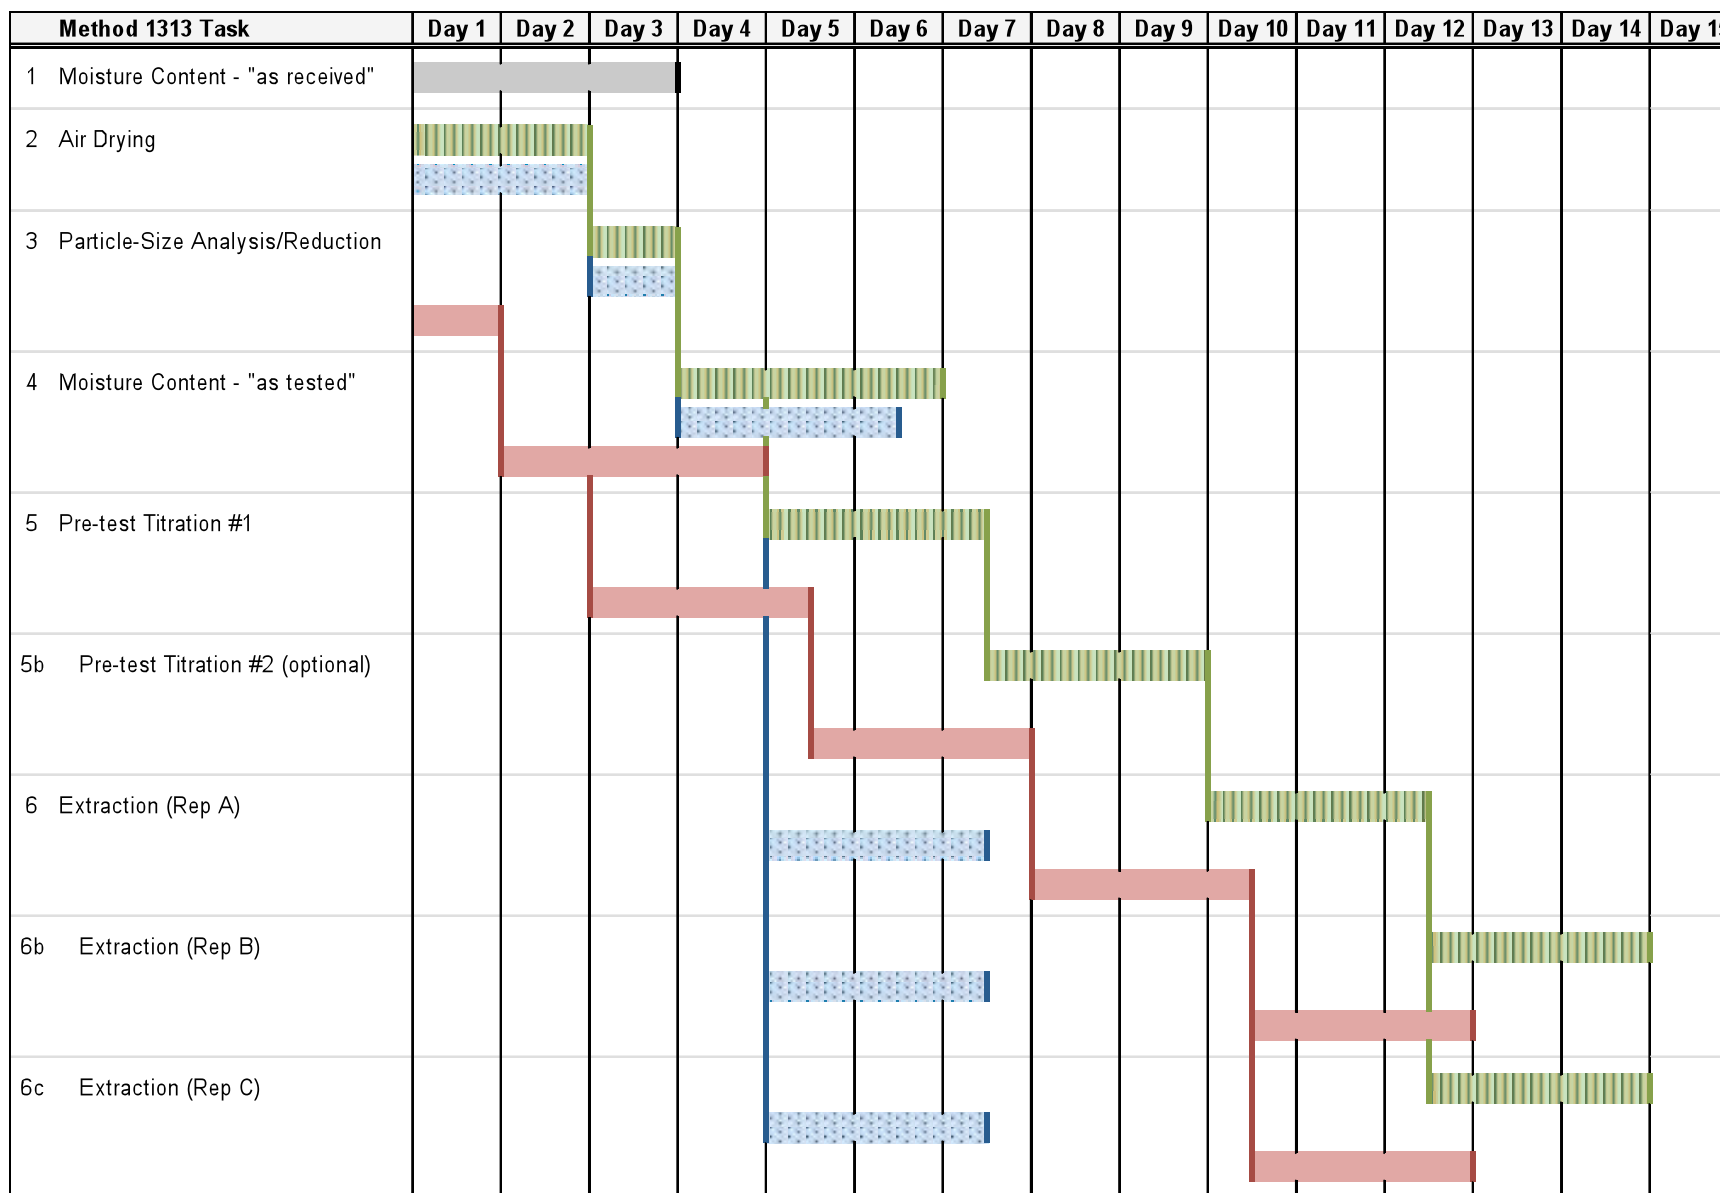 Method 1313 Task Day 1 Day 2 Day 3 Day 4 Day 5 Day 6 Day 7 Day 8 Day 9 Day 10 Day 11 Day 12 Day 13 Day 14 Day 15
1 Moisture Content - "as received"
2 Air Drying
3 Particle-Size Analysis/Reduction
4 Moisture Content - "as tested"
5 Pre-test Titration #1
5b Pre-test Titration #2 (optional)
6 Extraction (Rep A)
6b Extraction (Rep B)
6c Extraction (Rep C)